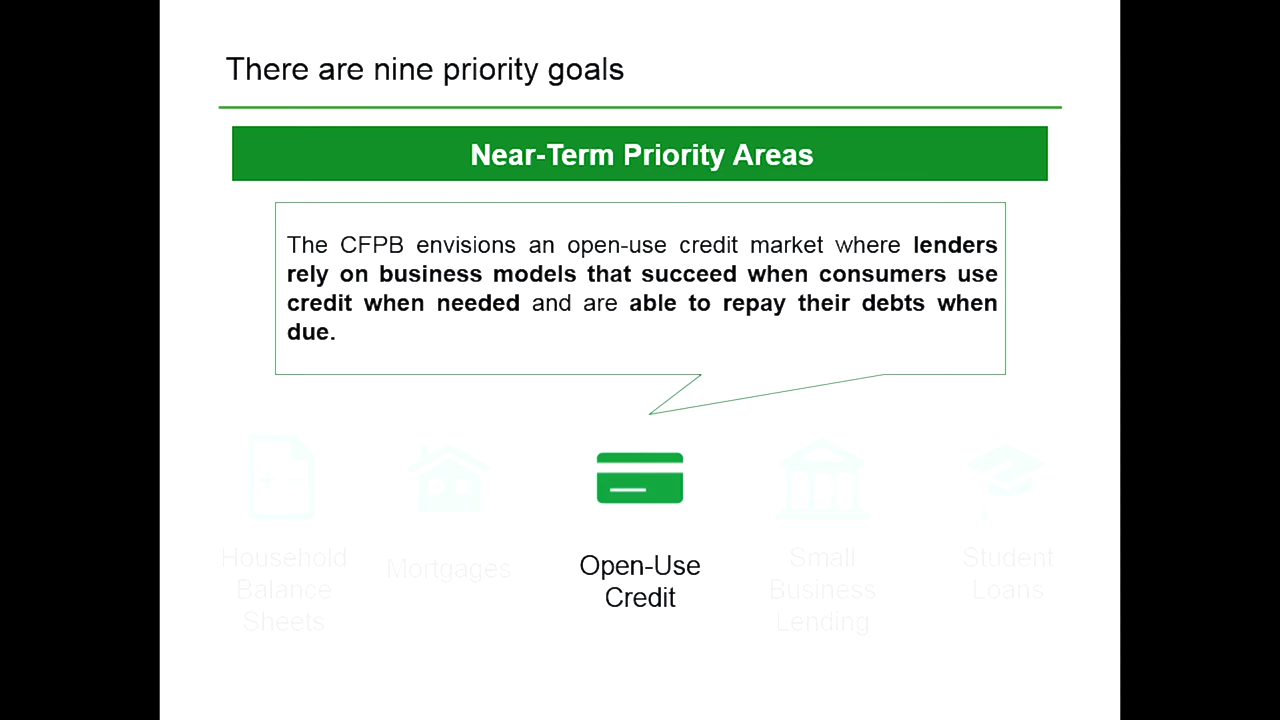 There are nine priority goals
Near-Term Priority Areas
The CFPB envisions an open-use credit market where lenders
rely on business models that succeed when consumers use
credit when needed and are able to repay their debts when
due.
Household
Balance
Sheets
Mortgages
Open-Use
Credit
Small
Business
Lending
Student
Loans